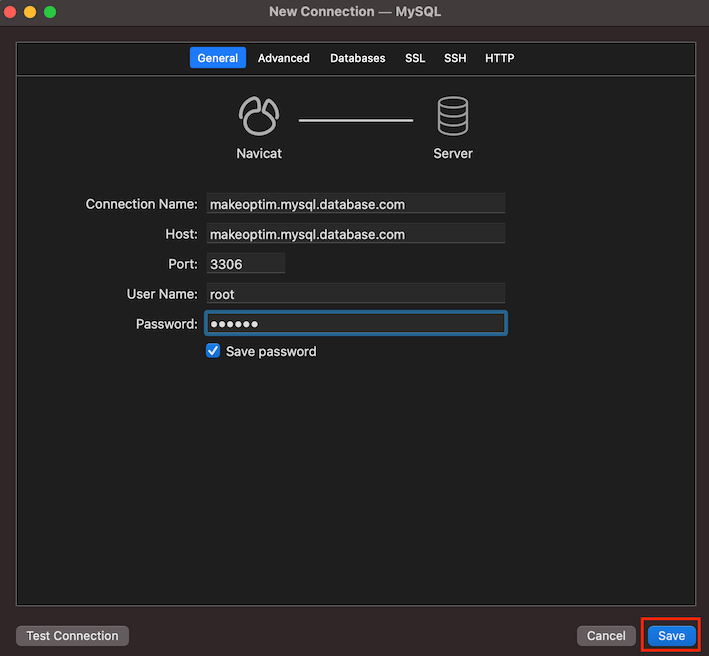 New Connection — MySQL
General Advanced Databases SSL SSH HTTP
Navicat Server
Connection Name: makeoptim.mysql.database.com
Host: makeoptim.mysql.database.com
Port: 3306
User Name: root
Password: ●●●●●●
Save password
Test Connection Cancel Save